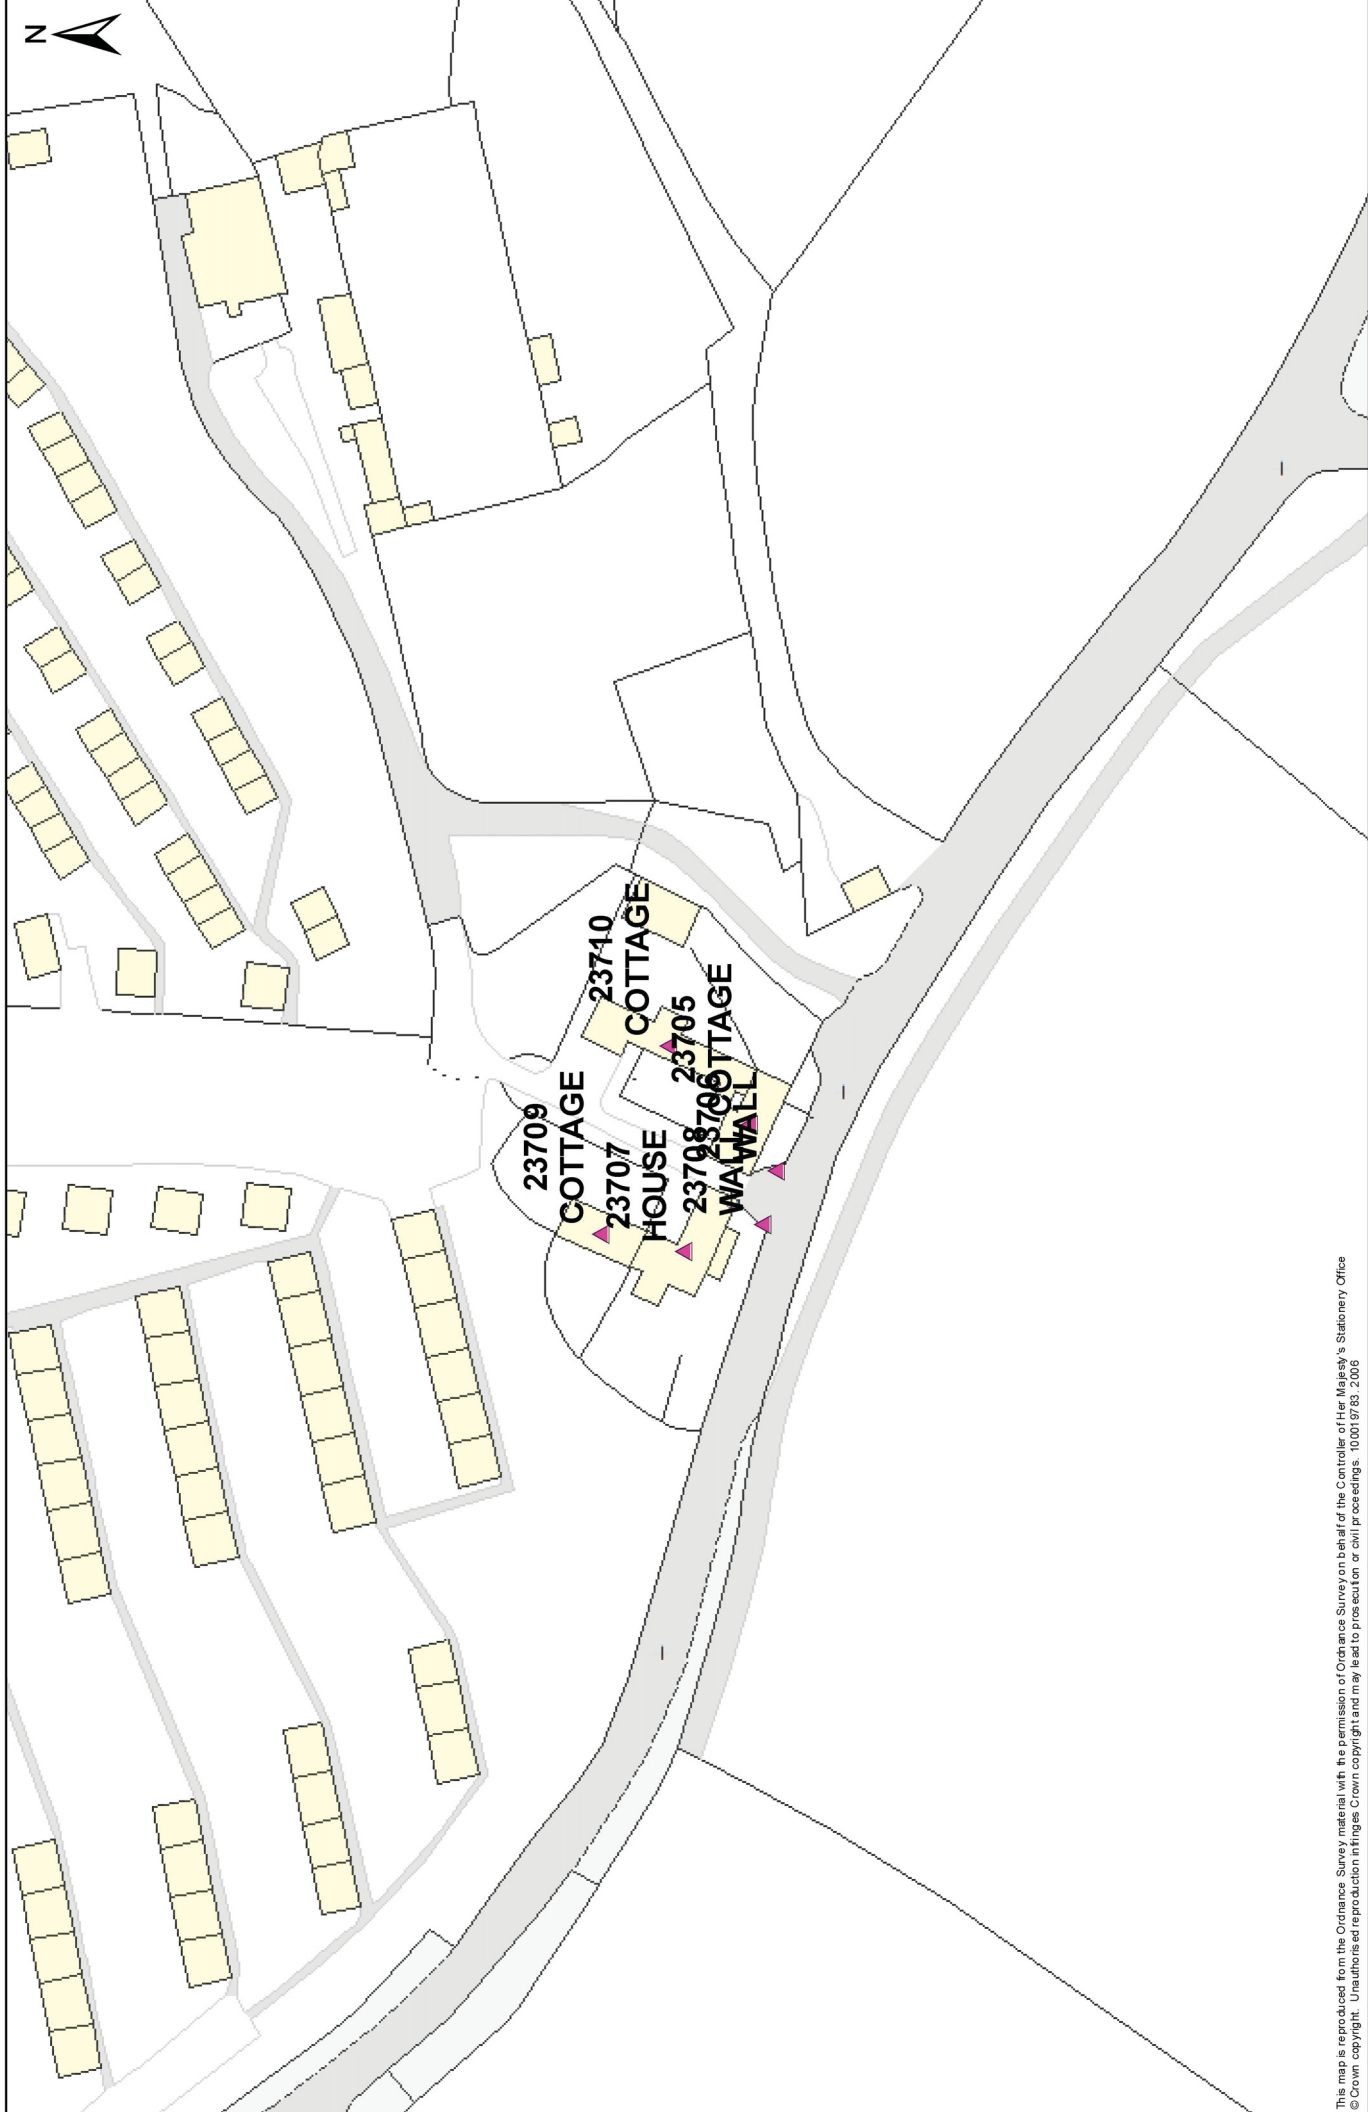 N
23710
COTTAGE
23705
COTTAGE
23706
WALL
23709
COTTAGE
23707
HOUSE
23708
WALL
This map is reproduced from the Ordnance Survey material with the permission of Ordnance Survey on behalf of the Controller of Her Majesty's Stationery Office
© Crown copyright. Unauthorised reproduction infringes Crown copyright and may lead to prosecution or civil proceedings. 100019783. 2006